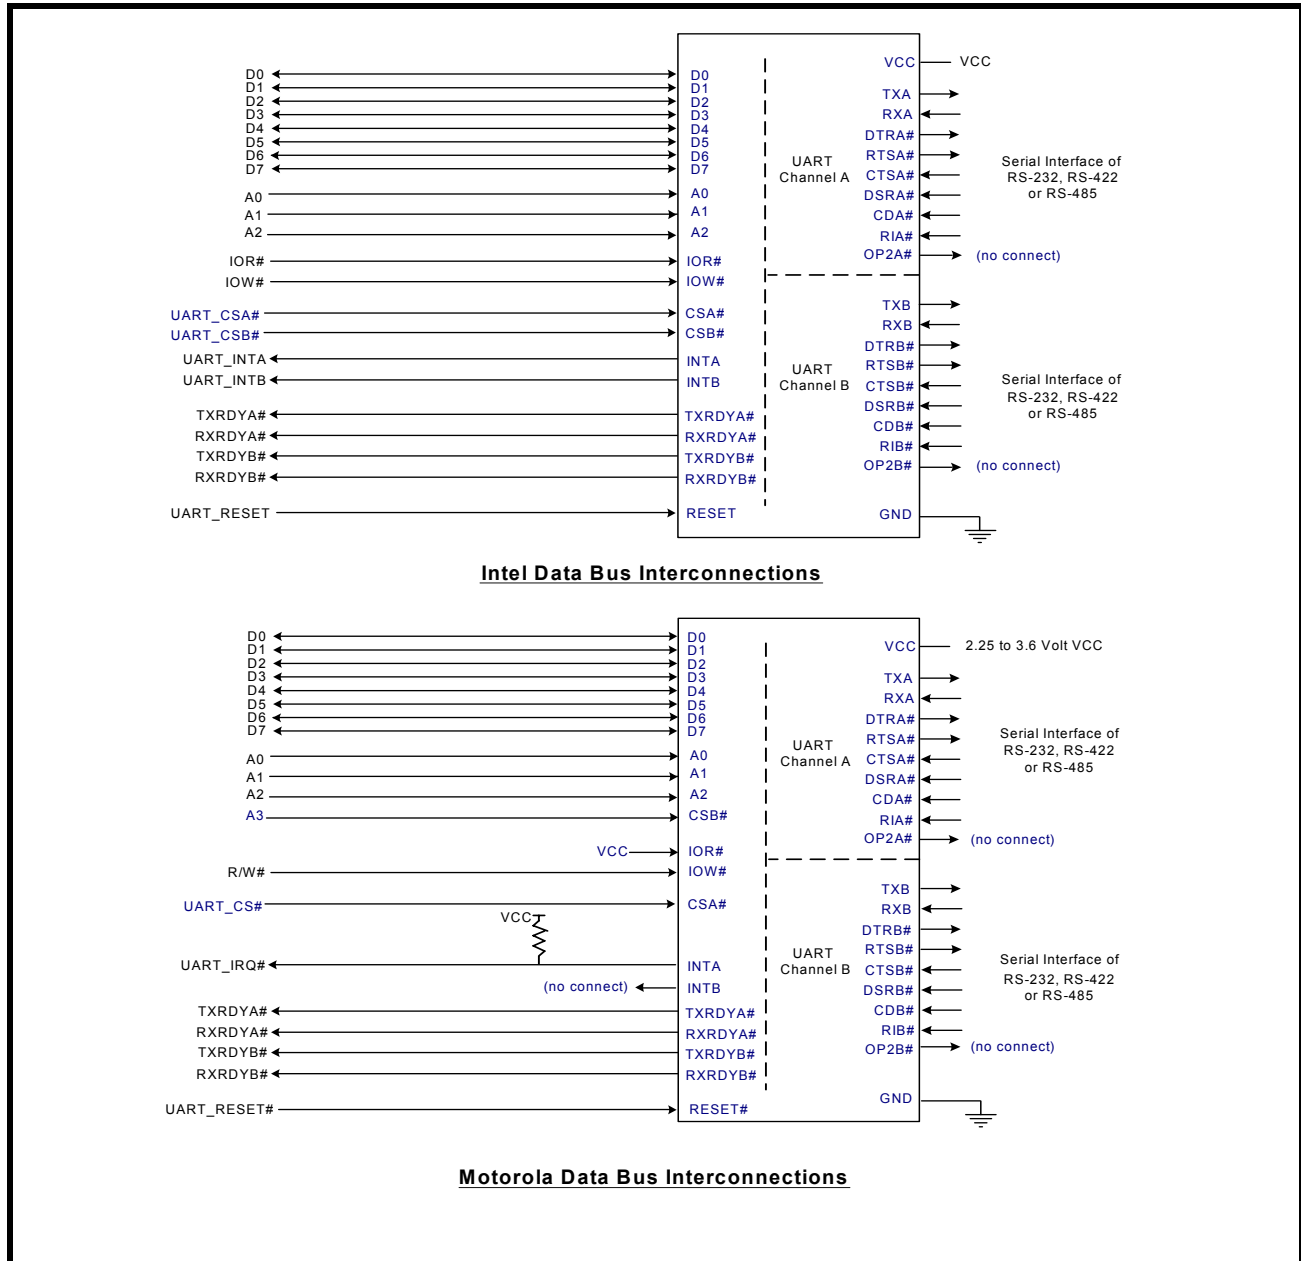 D0
D1
D2
D3
D4
D5
D6
D7
A0
A1
A2
IOR#
IOW#
UART_CSA#
UART_CSB#
UART_INTA
UART_INTB
TXRDYA#
RXRDYA#
TXRDYB#
RXRDYB#
UART_RESET
D0
D1
D2
D3
D4
D5
D6
D7
A0
A1
A2
IOR#
IOW#
CSA#
CSB#
INTA
INTB
TXRDYA#
RXRDYA#
TXRDYB#
RXRDYB#
RESET
UART
Channel A
UART
Channel B
VCC
TXA
RXA
DTRA#
RTSA#
CTSA#
DSRA#
CDA#
RIA#
OP2A#
TXB
RXB
DTRB#
RTSB#
CTSB#
DSRB#
CDB#
RIB#
OP2B#
GND
VCC
Serial Interface of
RS-232, RS-422
or RS-485
(no connect)
Serial Interface of
RS-232, RS-422
or RS-485
(no connect)
Intel Data Bus Interconnections
D0
D1
D2
D3
D4
D5
D6
D7
A0
A1
A2
A3
VCC
R/W#
UART_CS#
VCC
UART_IRQ#
(no connect)
TXRDYA#
RXRDYA#
TXRDYB#
RXRDYB#
UART_RESET#
D0
D1
D2
D3
D4
D5
D6
D7
A0
A1
A2
CSB#
IOR#
IOW#
CSA#
INTA
INTB
TXRDYA#
RXRDYA#
TXRDYB#
RXRDYB#
RESET#
UART
Channel A
UART
Channel B
VCC
TXA
RXA
DTRA#
RTSA#
CTSA#
DSRA#
CDA#
RIA#
OP2A#
TXB
RXB
DTRB#
RTSB#
CTSB#
DSRB#
CDB#
RIB#
OP2B#
GND
2.25 to 3.6 Volt VCC
Serial Interface of
RS-232, RS-422
or RS-485
(no connect)
Serial Interface of
RS-232, RS-422
or RS-485
(no connect)
Motorola Data Bus Interconnections